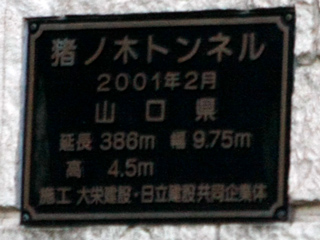 猪ノ木トンネル
2001年2月
山口県
延長 386m 幅 9.75m
高 4.5m
施工 大栄建設・日立建設共同企業体